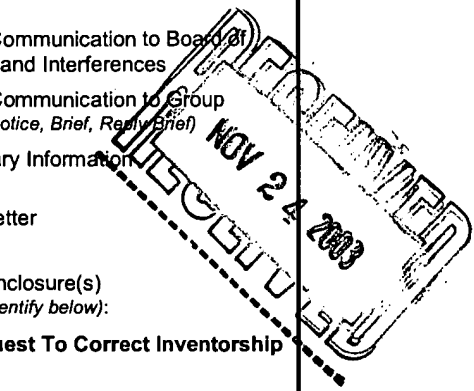 Communication to Board of
and Interferences
Communication to Group
otice, Brief, Reply Brief)
ary Information
etter
nclosure(s)
entify below):
uest To Correct Inventorship
RECEIVED
NOV 24 2003